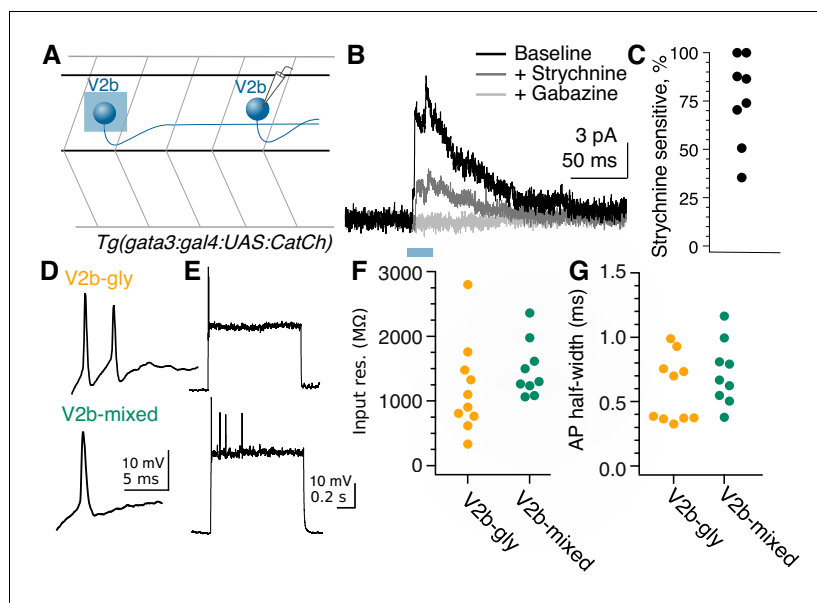 A
V2b
V2b
Tg(gata3:gal4:UAS:CatCh)
B
Baseline
+ Strychnine
+ Gabazine
3 pA
50 ms
C
Strychnine sensitive, %
100
75
50
25
0
D
V2b-gly
V2b-mixed
10 mV
5 ms
E
10 mV
0.2 s
F
Input res. (MΩ)
3000
2000
1000
0
V2b-gly
V2b-mixed
G
AP half-width (ms)
1.5
1.0
0.5
0.0
V2b-gly
V2b-mixed